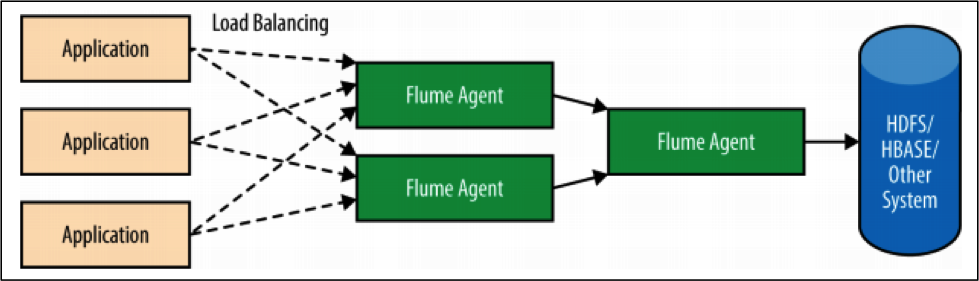 Load Balancing
Application
Application
Application
Flume Agent
Flume Agent
Flume Agent
HDFS/
HBASE/
Other
System